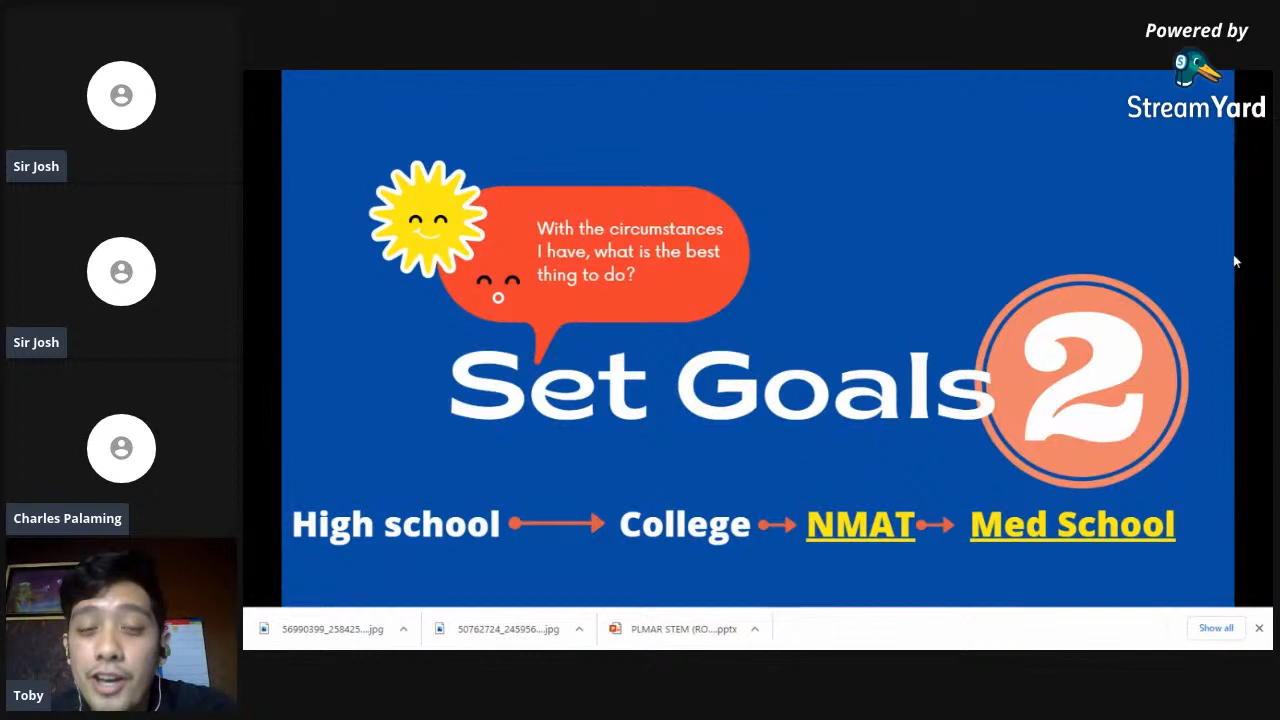 Powered by
StreamYard
Sir Josh
Sir Josh
Charles Palaming
Toby
With the circumstances
I have, what is the best
thing to do?
Set Goals 2
High school College NMAT Med School
56990399_258425....jpg
50762724_245956....jpg
PLMAR STEM (RO....pptx
Show all